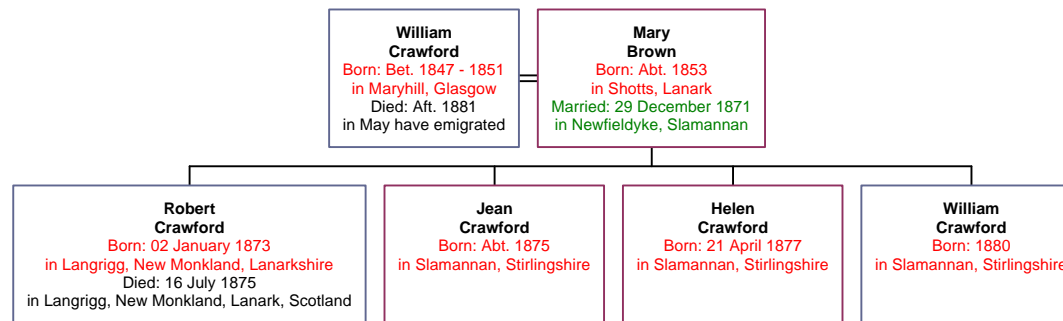 William
Crawford
Born: Bet. 1847 - 1851
in Maryhill, Glasgow
Died: Aft. 1881
in May have emigrated
Mary
Brown
Born: Abt. 1853
in Shotts, Lanark
Married: 29 December 1871
in Newfieldyke, Slamannan
Robert
Crawford
Born: 02 January 1873
in Langrigg, New Monkland, Lanarkshire
Died: 16 July 1875
in Langrigg, New Monkland, Lanark, Scotland
Jean
Crawford
Born: Abt. 1875
in Slamannan, Stirlingshire
Helen
Crawford
Born: 21 April 1877
in Slamannan, Stirlingshire
William
Crawford
Born: 1880
in Slamannan, Stirlingshire